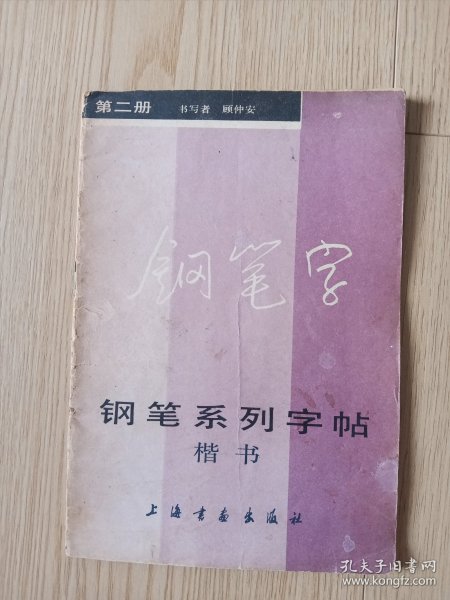 第二册 书写者 顾仲安
钢笔字
钢笔系列字帖
楷书
上海书画出版社
孔夫子旧书网
www.kongfz.com